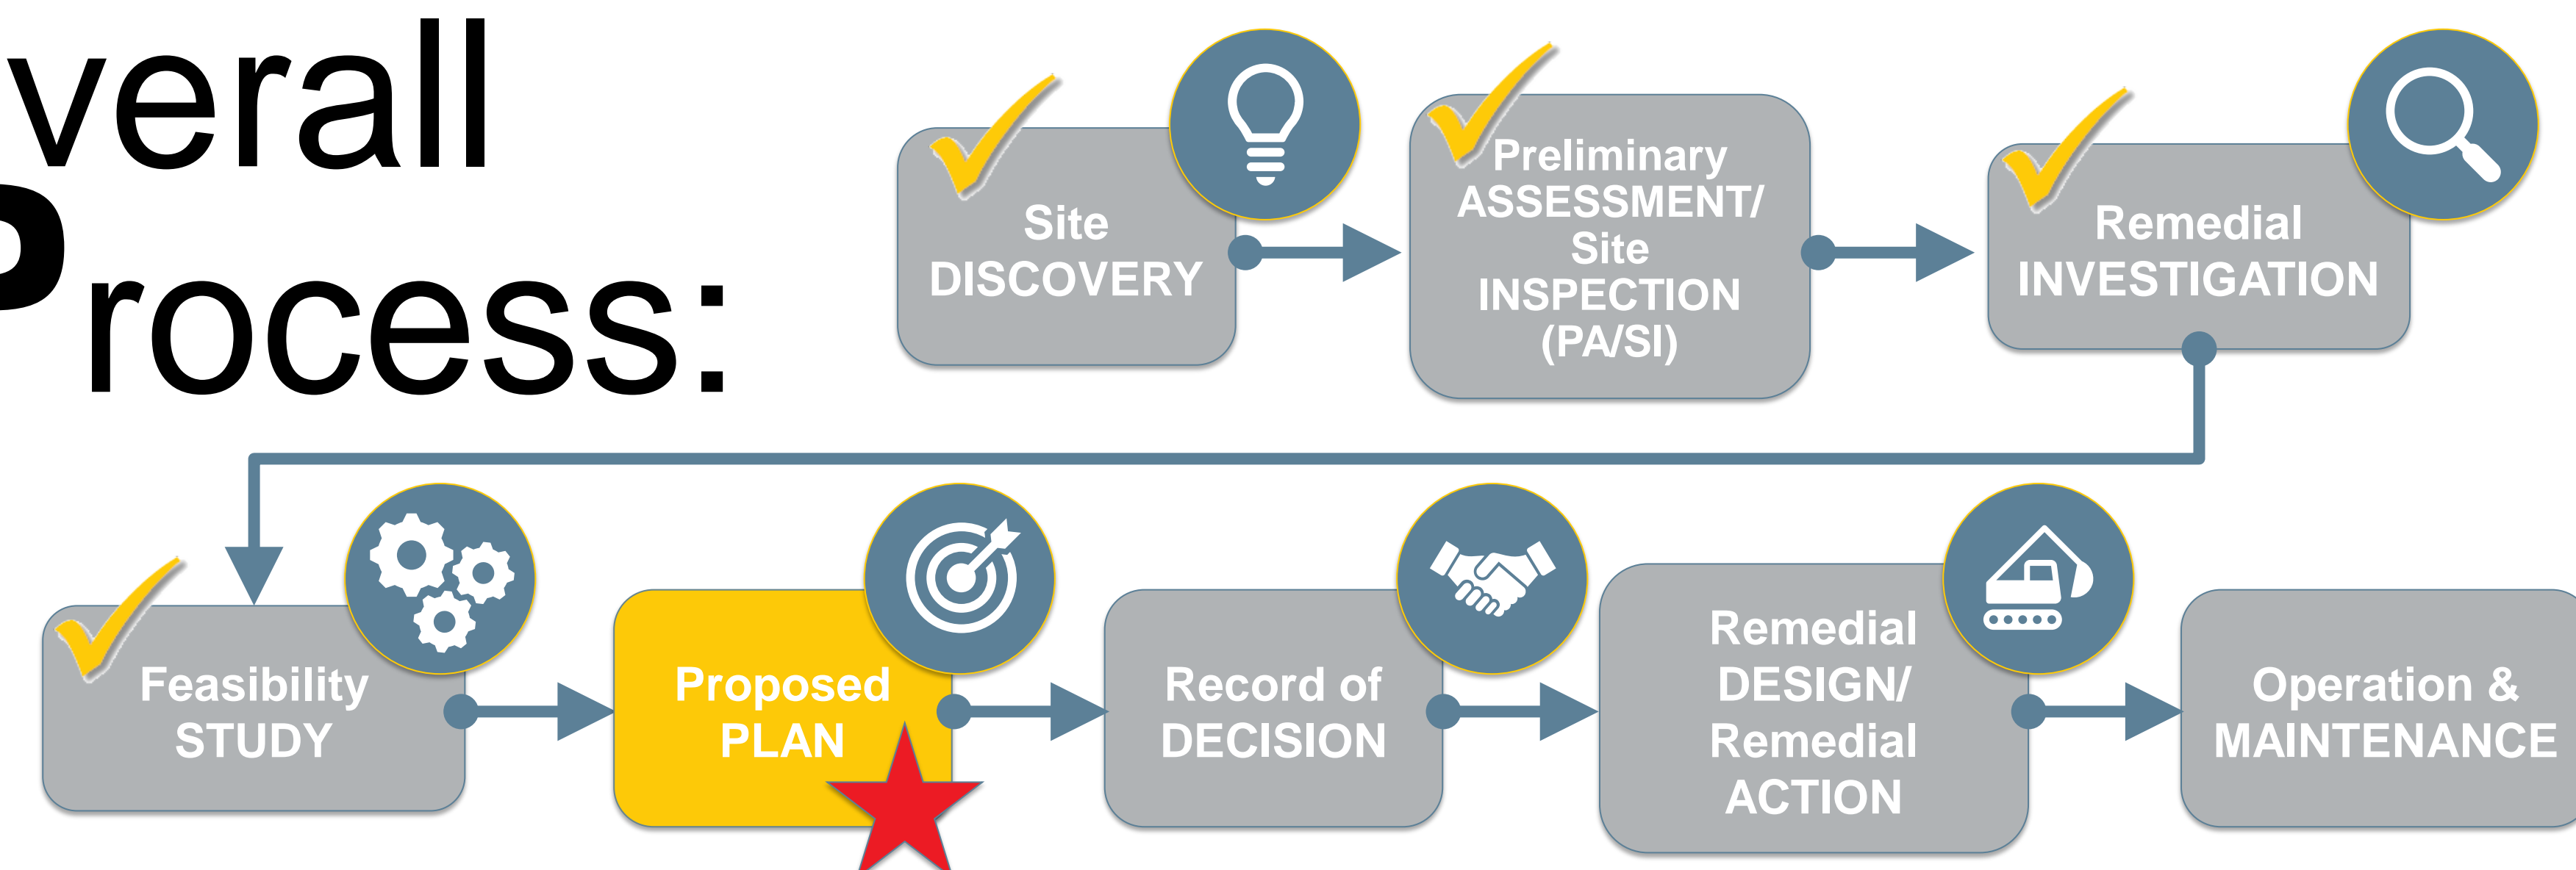 verall
Process:
Site
DISCOVERY
Preliminary
ASSESSMENT/
Site
INSPECTION
(PA/SI)
Remedial
INVESTIGATION
Feasibility
STUDY
Proposed
PLAN
Record of
DECISION
Remedial
DESIGN/
Remedial
ACTION
Operation &
MAINTENANCE